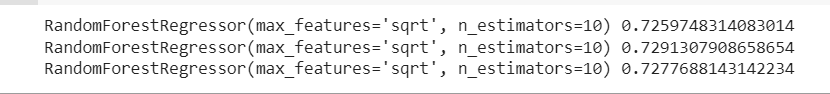 RandomForestRegressor(max_features='sqrt', n_estimators=10) 0.7259748314083014
RandomForestRegressor(max_features='sqrt', n_estimators=10) 0.7291307908658654
RandomForestRegressor(max_features='sqrt', n_estimators=10) 0.7277688143142234